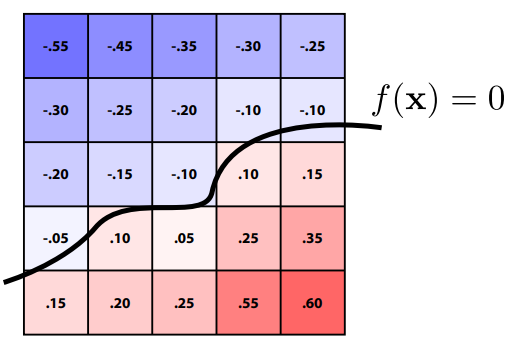 -.55 -.45 -.35 -.30 -.25
-.30 -.25 -.20 -.10 -.10
f(x) = 0
-.20 -.15 -.10 .10 .15
-.05 .10 .05 .25 .35
.15 .20 .25 .55 .60